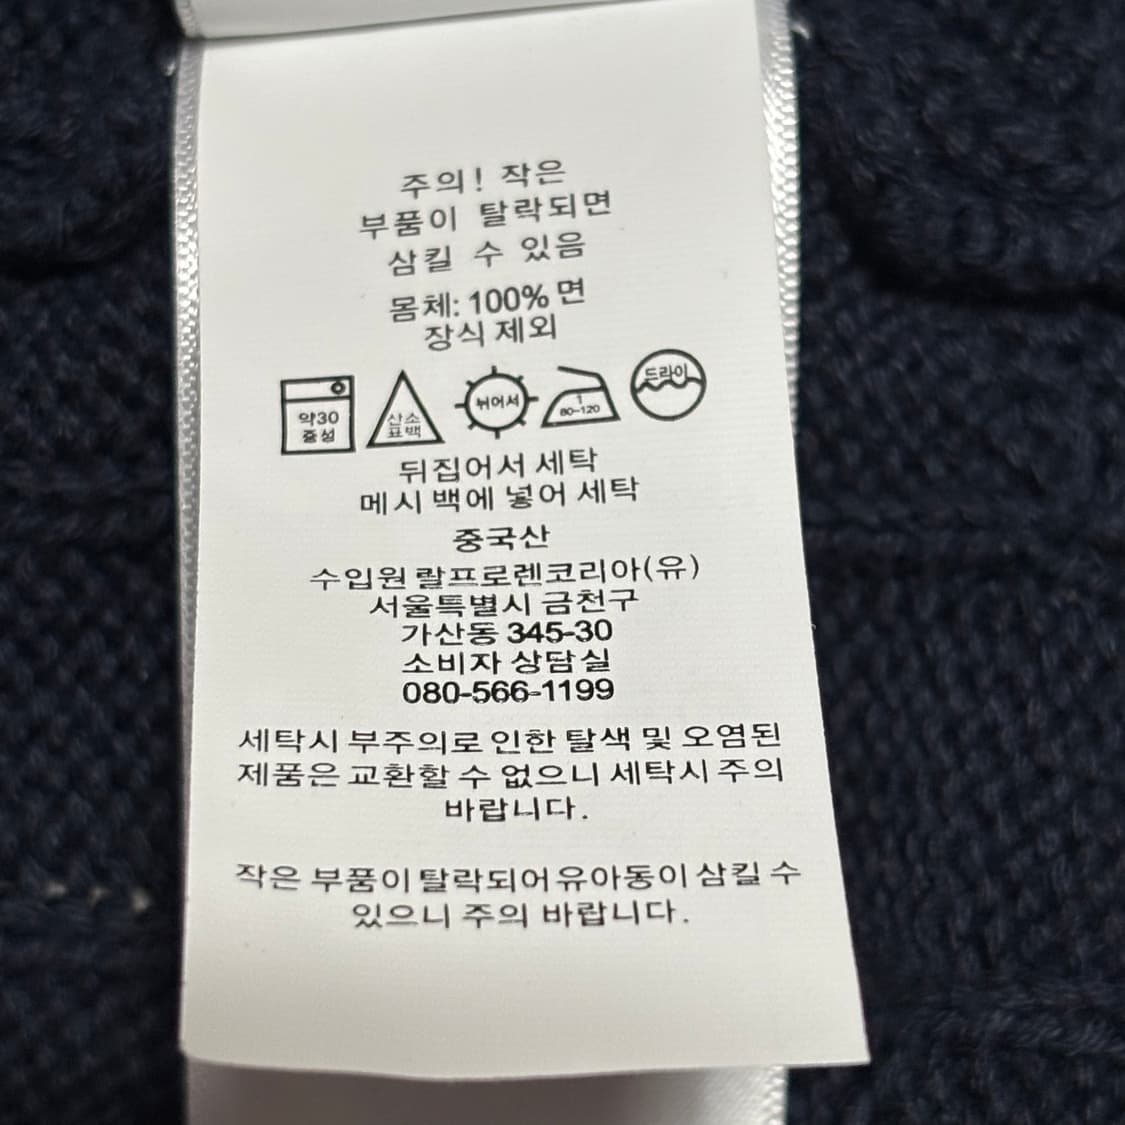 주의! 작은
부품이 탈락되면
삼킬 수 있음
몸체: 100% 면
장식 제외
약30
중성
산소
표백
뉘어서
1
80-120
드라이
뒤집어서 세탁
메시 백에 넣어 세탁
중국산
수입원 랄프로렌코리아(유)
서울특별시 금천구
가산동 345-30
소비자 상담실
080-566-1199
세탁시 부주의로 인한 탈색 및 오염된
제품은 교환할 수 없으니 세탁시 주의
바랍니다.
작은 부품이 탈락되어 유아동이 삼킬 수
있으니 주의 바랍니다.